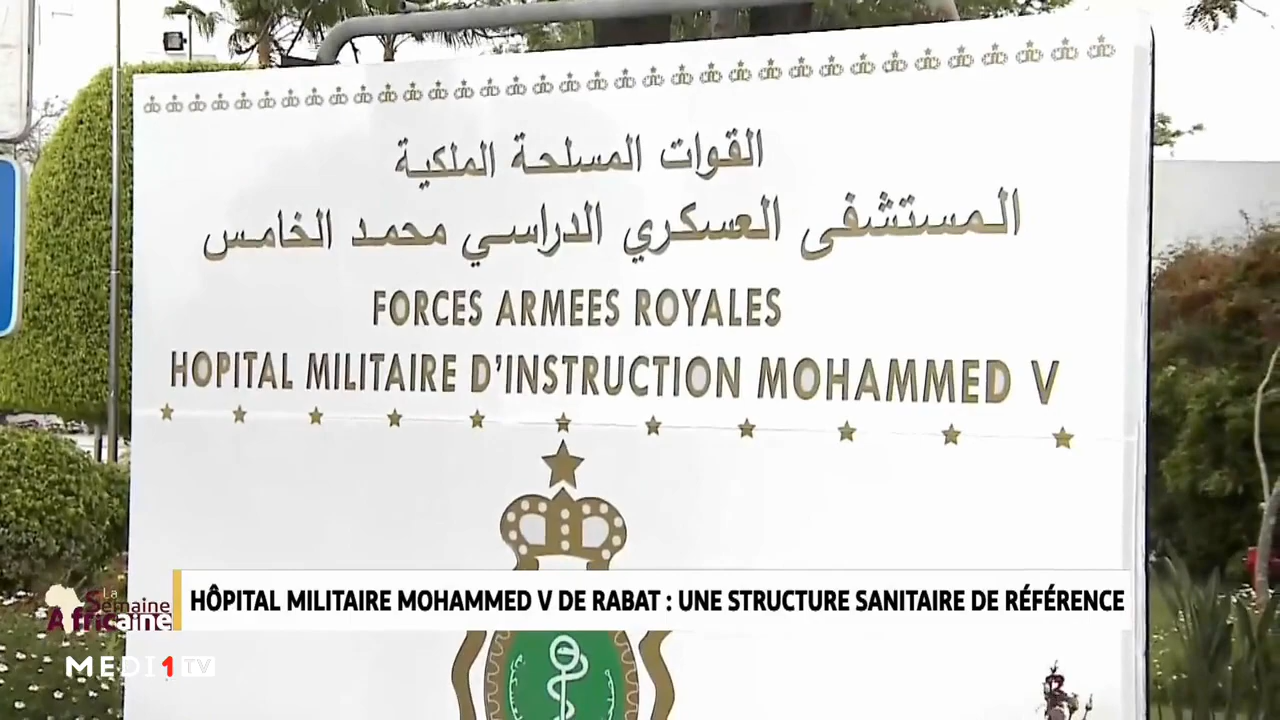 القوات المسلحة الملكية
المستشفى العسكري الدراسي محمد الخامس
FORCES ARMEES ROYALES
HOPITAL MILITAIRE D'INSTRUCTION MOHAMMED V
HÔPITAL MILITAIRE MOHAMMED V DE RABAT : UNE STRUCTURE SANITAIRE DE RÉFÉRENCE
La
Semaine
Africaine
MEDI1TV